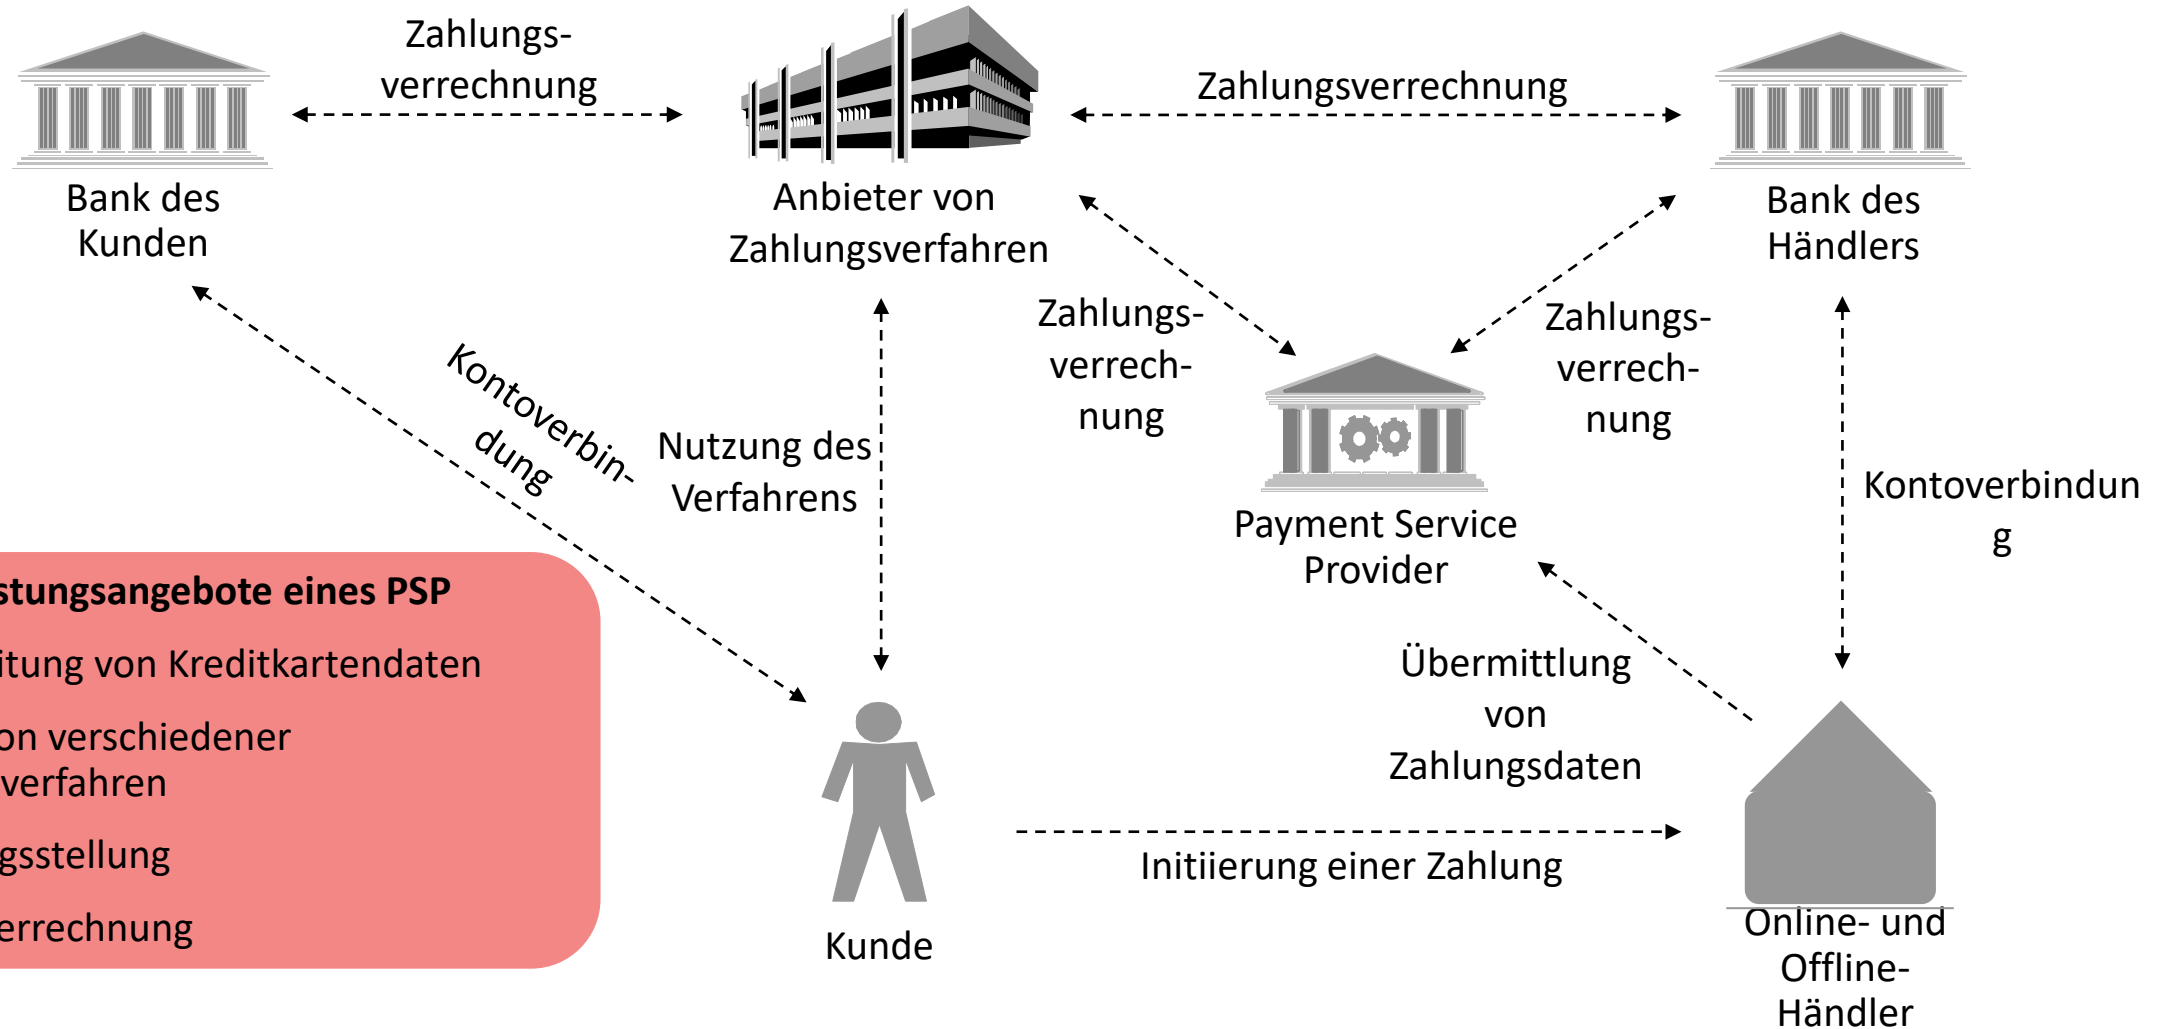 Zahlungs-
verrechnung
Zahlungsverrechnung
Bank des
Kunden
Anbieter von
Zahlungsverfahren
Bank des
Händlers
Kontoverbin-
dung
Nutzung des
Verfahrens
Zahlungs-
verrech-
nung
Zahlungs-
verrech-
nung
Kontoverbindun
g
Payment Service
Provider
stungsangebote eines PSP
itung von Kreditkartendaten
on verschiedener
verfahren
gsstellung
errechnung
Übermittlung
von
Zahlungsdaten
Initiierung einer Zahlung
Kunde
Online- und
Offline-
Händler